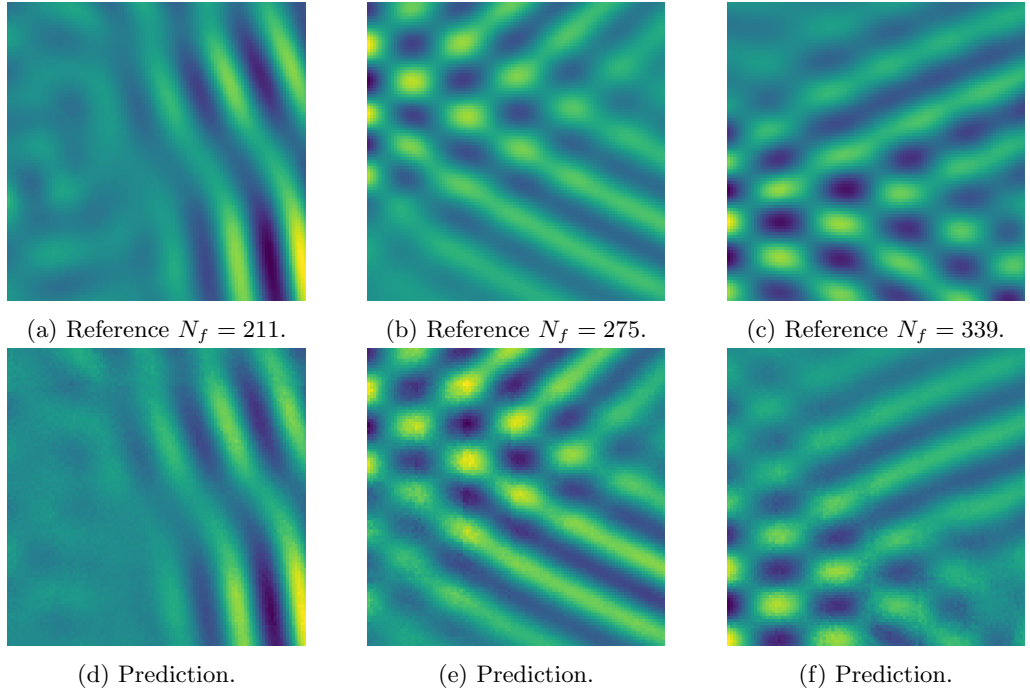 (a) Reference $N_f = 211$.
(b) Reference $N_f = 275$.
(c) Reference $N_f = 339$.
(d) Prediction.
(e) Prediction.
(f) Prediction.